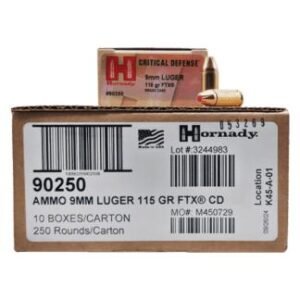 CRITICAL DEFENSE
Hornady
9mm LUGER
115 gr FTX®
#90250
053269
Hornady
Lot #:3244983
90250
AMMO 9MM LUGER 115 GR FTX® CD
10 BOXES/CARTON
MO#: M450729
250 Rounds/Carton
Location
K45-A-01